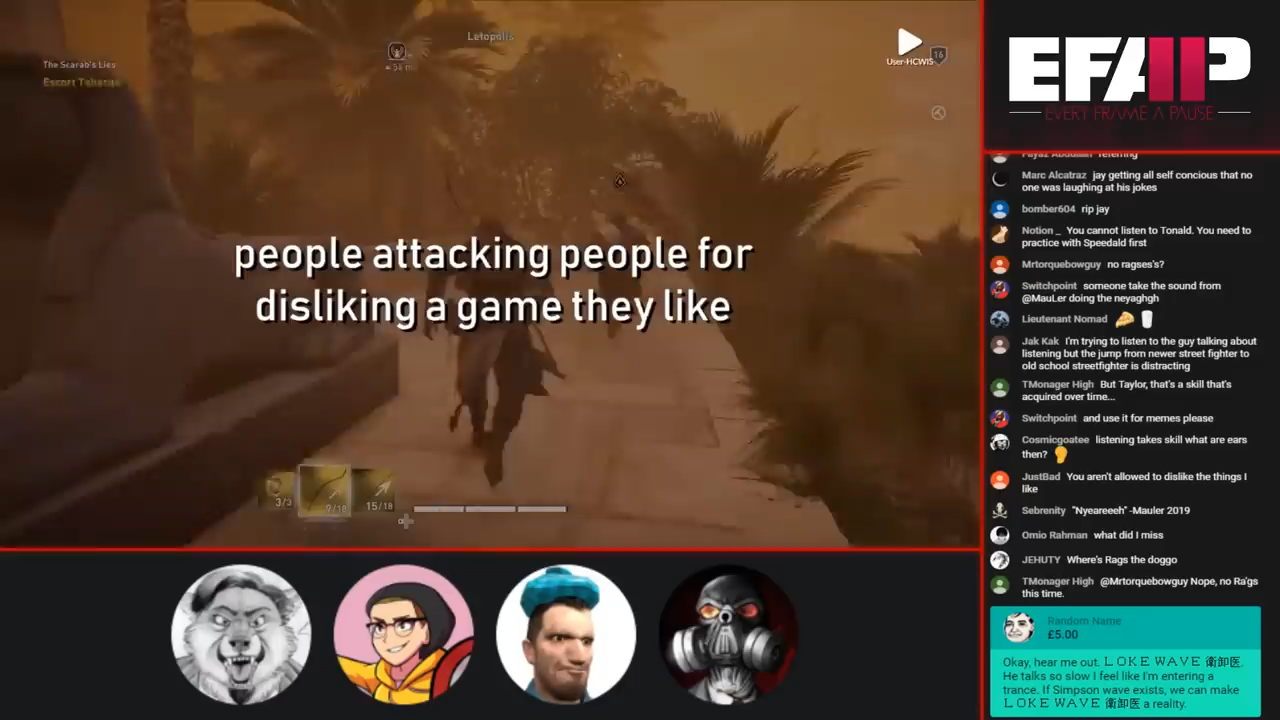 Letopolis
The Scarab's Lies
Escort Taharqa
58 m
User-HCWIS
16
people attacking people for
disliking a game they like
3/3
9/18
15/18
EFAP
EVERY FRAME A PAUSE
referring
Marc Alcatraz jay getting all self concious that no
one was laughing at his jokes
bomber604 rip jay
Notion _ You cannot listen to Tonald. You need to
practice with Speedald first
Mrtorquebowguy no ragses's?
Switchpoint someone take the sound from
@MauLer doing the neyaghgh
Lieutenant Nomad 🍕 🥛
Jak Kak I'm trying to listen to the guy talking about
listening but the jump from newer street fighter to
old school streetfighter is distracting
TMonager High But Taylor, that's a skill that's
acquired over time...
Switchpoint and use it for memes please
Cosmicgoatee listening takes skill what are ears
then? 👂
JustBad You aren't allowed to dislike the things I
like
Sebrenity "Nyeareeeh" -Mauler 2019
Omio Rahman what did I miss
JEHUTY Where's Rags the doggo
TMonager High @Mrtorquebowguy Nope, no Ra'gs
this time.
Random Name
£5.00
Okay, hear me out. ＬＯＫＥ ＷＡＶＥ 衛卸医.
He talks so slow I feel like I'm entering a
trance. If Simpson wave exists, we can make
ＬＯＫＥ ＷＡＶＥ 衛卸医 a reality.